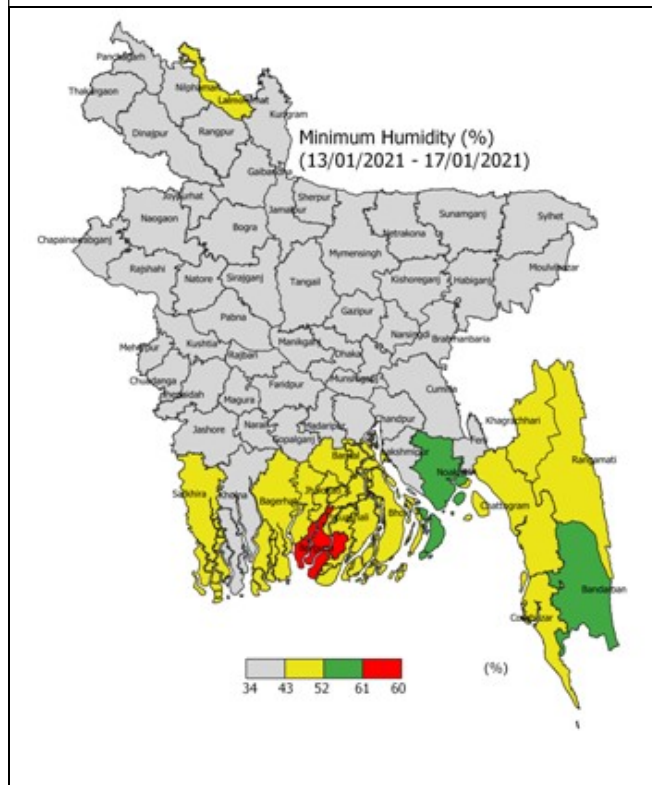 Panchagarh
Thakurgaon
Nilphamari
Lalmonirhat
Kurigram
Dinajpur
Rangpur
Minimum Humidity (%)
(13/01/2021 - 17/01/2021)
Gaibandha
Joypurhat
Sherpur
Jamalpur
Naogaon
Bogra
Netrakona
Sunamganj
Sylhet
Chapainawabganj
Mymensingh
Moulvibazar
Rajshahi
Natore
Sirajganj
Tangail
Kishoreganj
Habiganj
Pabna
Gazipur
Narsingdi
Brahmanbaria
Meherpur
Kushtia
Rajbari
Manikganj
Dhaka
Chuadanga
Jhenaidah
Magura
Faridpur
Munshiganj
Cumilla
Khagrachhari
Jashore
Narail
Gopalganj
Madaripur
Chandpur
Feni
Lakshmipur
Noakhali
Rangamati
Satkhira
Khulna
Bagerhat
Barisal
Bhola
Chattogram
Bandarban
(%)
34 43 52 61 60